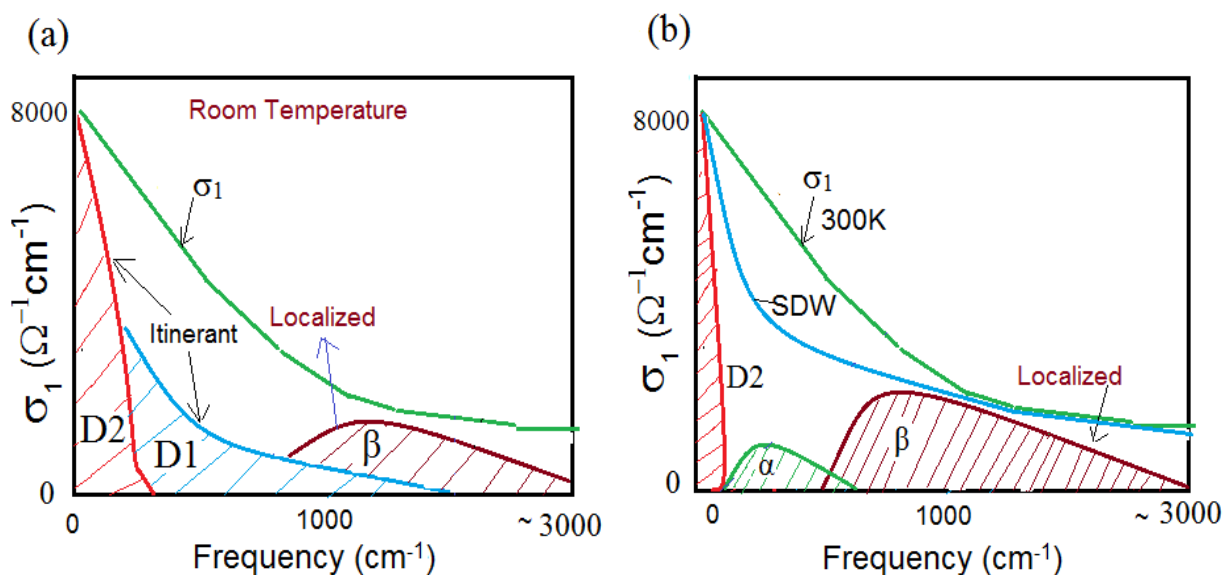 (a)
8000
Room Temperature
σ1
Localized
Itinerant
D2
D1
β
σ1 (Ω−1cm−1)
0
0
1000
~ 3000
Frequency (cm-1)
(b)
8000
σ1
300K
SDW
D2
Localized
α
β
σ1 (Ω−1cm−1)
0
0
1000
~ 3000
Frequency (cm-1)